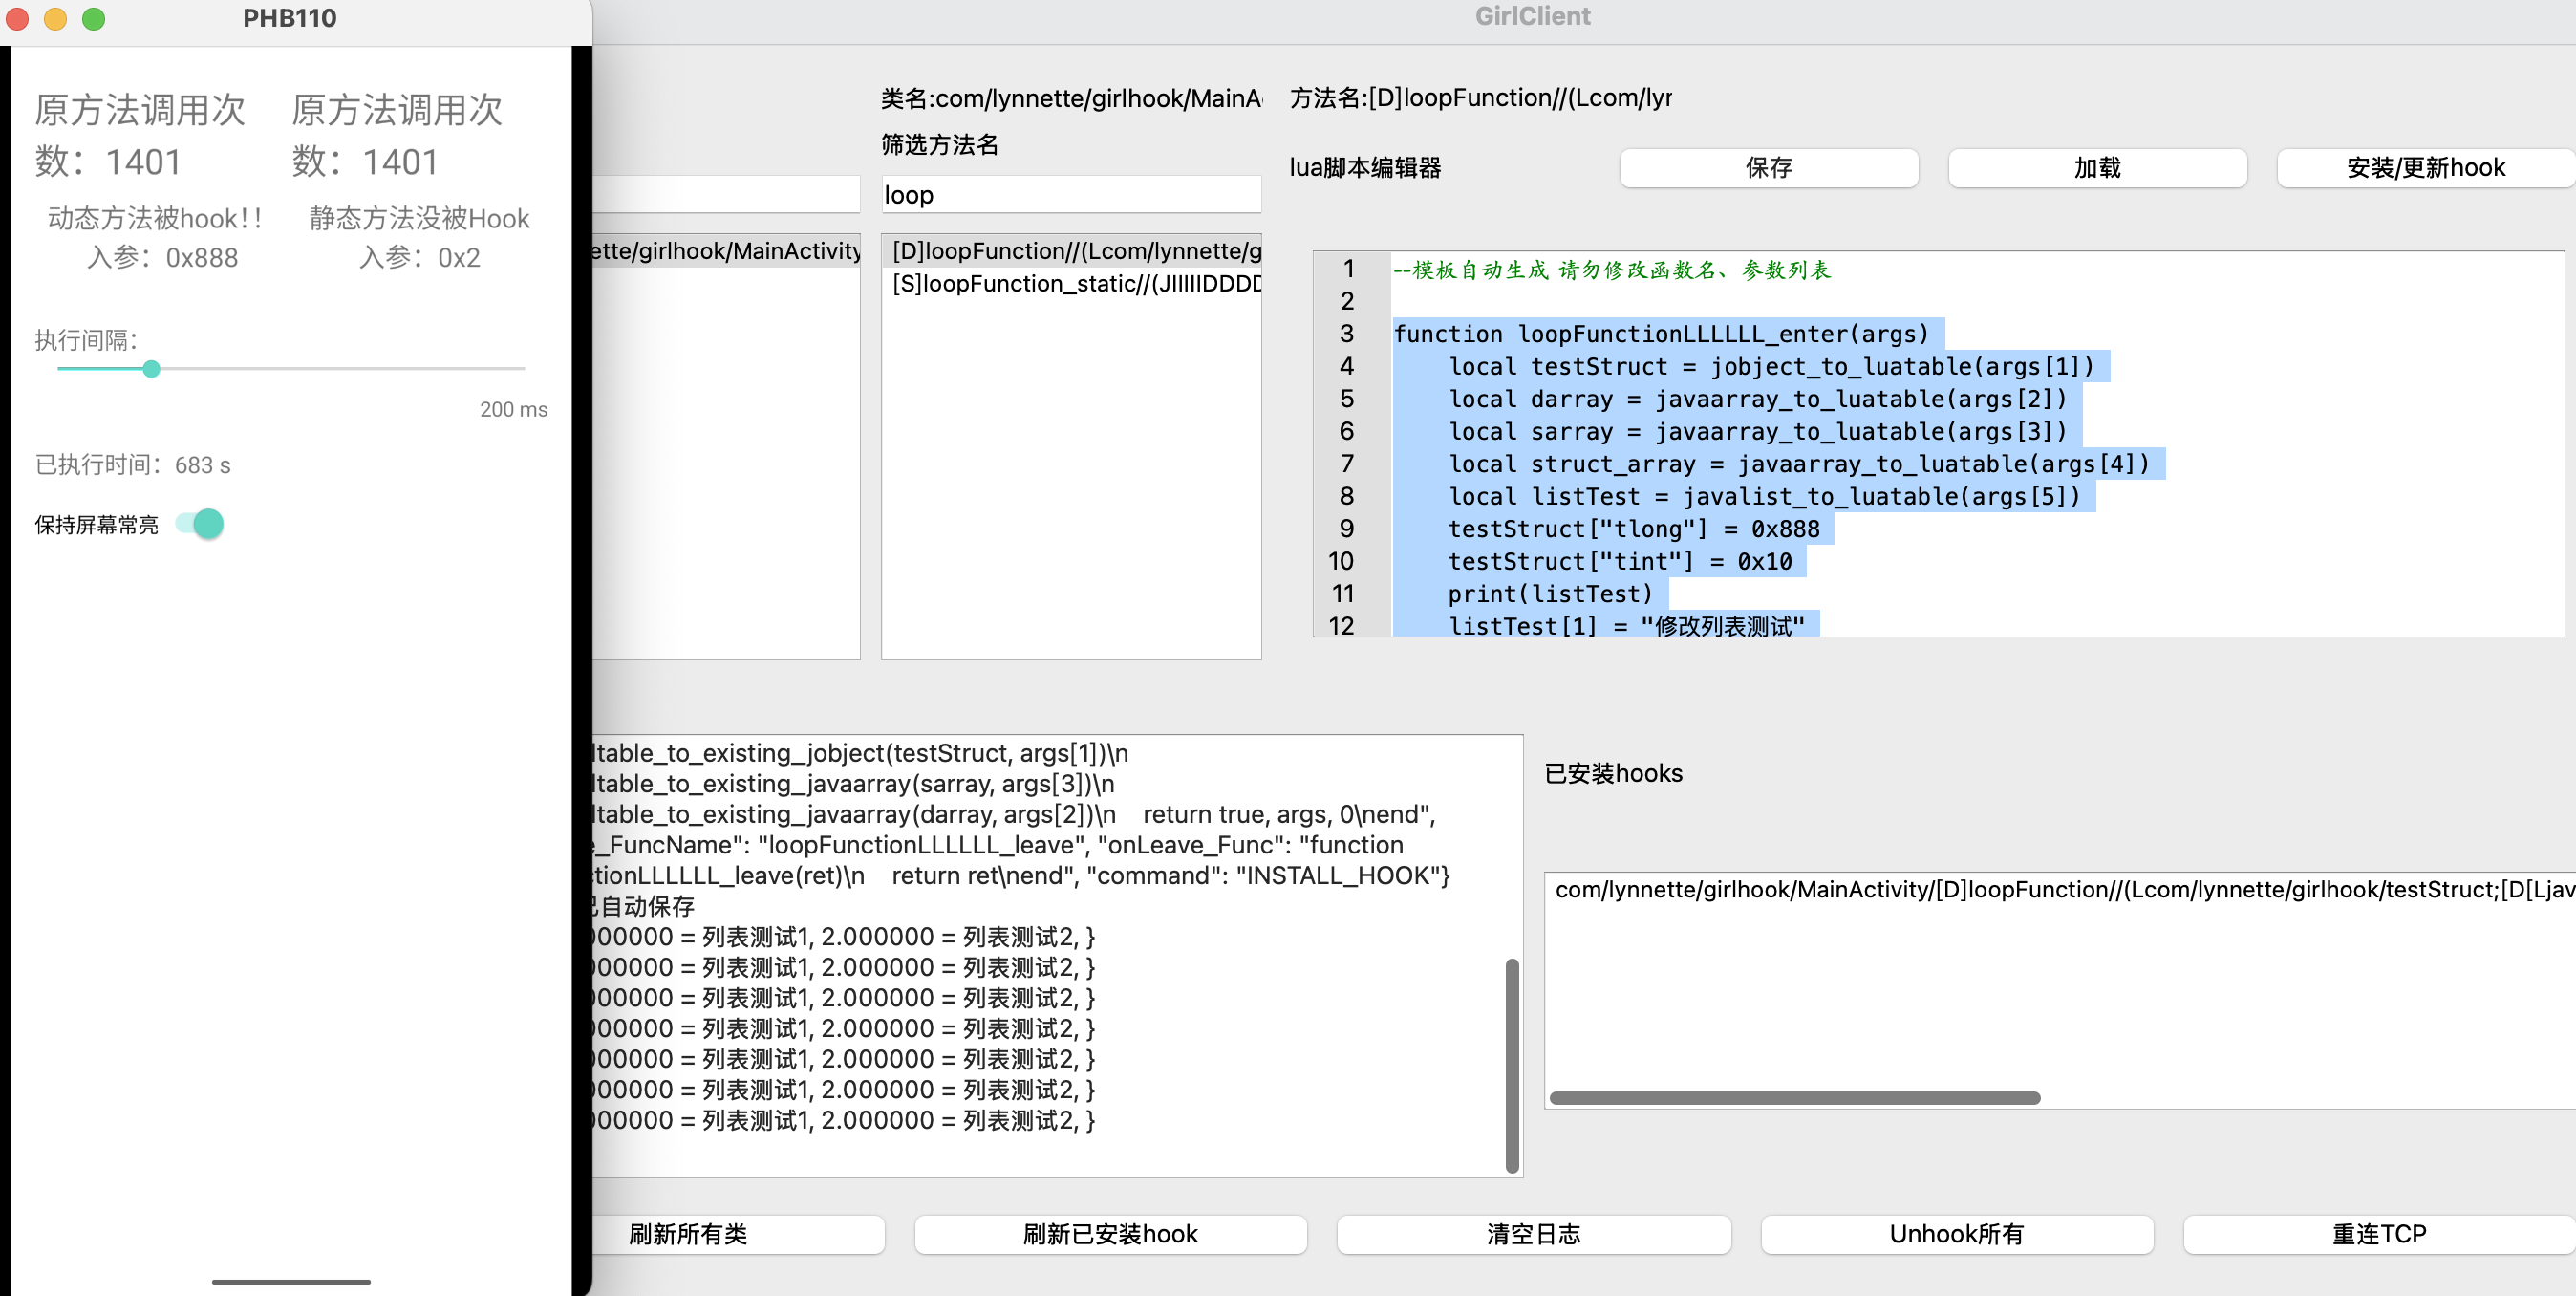 PHB110
原方法调用次
数：1401
原方法调用次
数：1401
动态方法被hook!!
入参：0x888
静态方法没被Hook
入参：0x2
执行间隔：
200 ms
已执行时间：683 s
保持屏幕常亮
GirlClient
类名:com/lynnette/girlhook/MainA
筛选方法名
loop
ette/girlhook/MainActivity
[D]loopFunction//(Lcom/lynnette/g
[S]loopFunction_static//(JIIIIIDDDD
方法名:[D]loopFunction//(Lcom/lyr
lua脚本编辑器
保存
加载
安装/更新hook
1 --模板自动生成 请勿修改函数名、参数列表
2
3 function loopFunctionLLLLLL_enter(args)
4 local testStruct = jobject_to_luatable(args[1])
5 local darray = javaarray_to_luatable(args[2])
6 local sarray = javaarray_to_luatable(args[3])
7 local struct_array = javaarray_to_luatable(args[4])
8 local listTest = javalist_to_luatable(args[5])
9 testStruct["tlong"] = 0x888
10 testStruct["tint"] = 0x10
11 print(listTest)
12 listTest[1] = "修改列表测试"
table_to_existing_jobject(testStruct, args[1])\n
table_to_existing_javaarray(sarray, args[3])\n
table_to_existing_javaarray(darray, args[2])\n return true, args, 0\nend",
_FuncName": "loopFunctionLLLLLL_leave", "onLeave_Func": "function
ctionLLLLLL_leave(ret)\n return ret\nend", "command": "INSTALL_HOOK"}
已自动保存
000000 = 列表测试1, 2.000000 = 列表测试2, }
000000 = 列表测试1, 2.000000 = 列表测试2, }
000000 = 列表测试1, 2.000000 = 列表测试2, }
000000 = 列表测试1, 2.000000 = 列表测试2, }
000000 = 列表测试1, 2.000000 = 列表测试2, }
000000 = 列表测试1, 2.000000 = 列表测试2, }
000000 = 列表测试1, 2.000000 = 列表测试2, }
已安装hooks
com/lynnette/girlhook/MainActivity/[D]loopFunction//(Lcom/lynnette/girlhook/testStruct;[D[Ljav
刷新所有类
刷新已安装hook
清空日志
Unhook所有
重连TCP